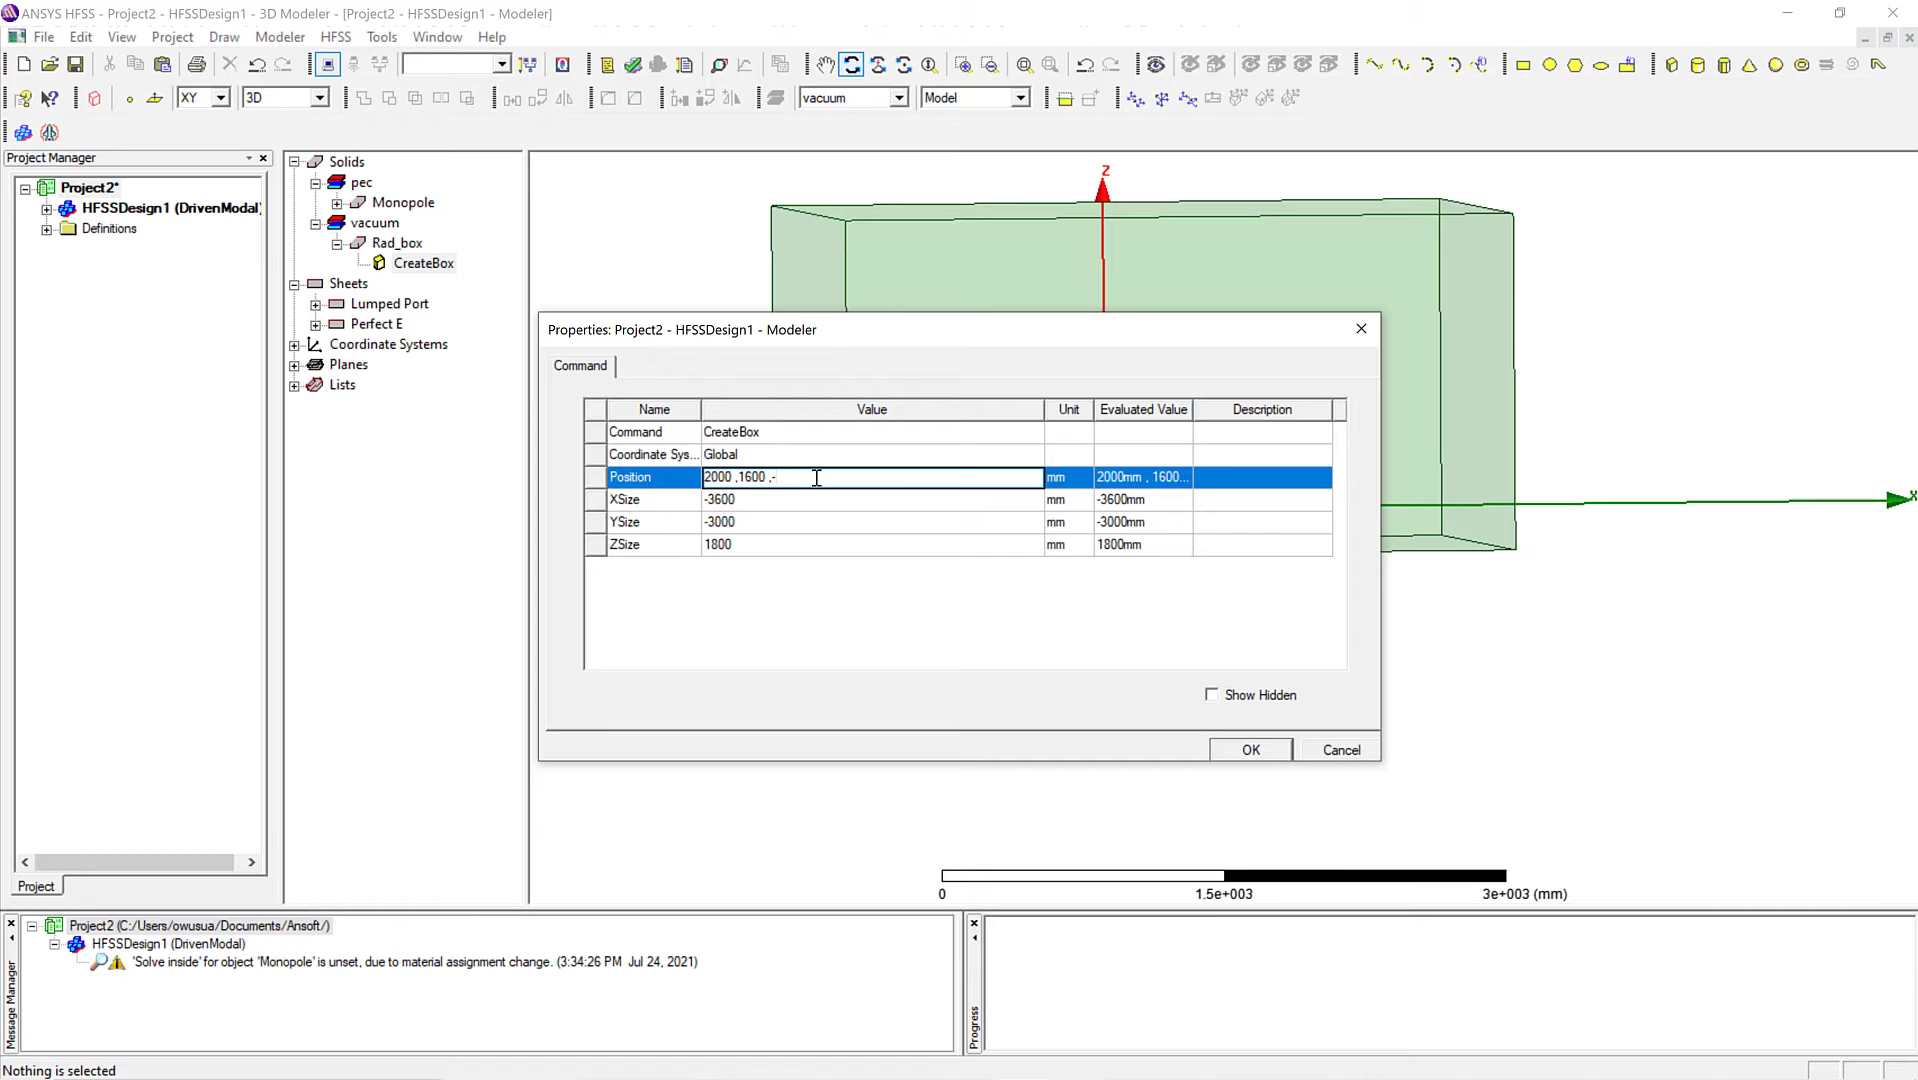 ANSYS HFSS - Project2 - HFSSDesign1 - 3D Modeler - [Project2 - HFSSDesign1 - Modeler]
File Edit View Project Draw Modeler HFSS Tools Window Help
XY 3D vacuum Model
Project Manager
Project2*
HFSSDesign1 (DrivenModal)
Definitions
Project
Solids
pec
Monopole
vacuum
Rad_box
CreateBox
Sheets
Lumped Port
Perfect E
Coordinate Systems
Planes
Lists
Z
X
Properties: Project2 - HFSSDesign1 - Modeler
Command
Name Value Unit Evaluated Value Description
Command CreateBox
Coordinate Sys... Global
Position 2000 ,1600 ,- mm 2000mm , 1600...
XSize -3600 mm -3600mm
YSize -3000 mm -3000mm
ZSize 1800 mm 1800mm
Show Hidden
OK Cancel
0 1.5e+003 3e+003 (mm)
Message Manager
Project2 (C:/Users/owusua/Documents/Ansoft/)
HFSSDesign1 (DrivenModal)
'Solve inside' for object 'Monopole' is unset, due to material assignment change. (3:34:26 PM Jul 24, 2021)
Progress
Nothing is selected